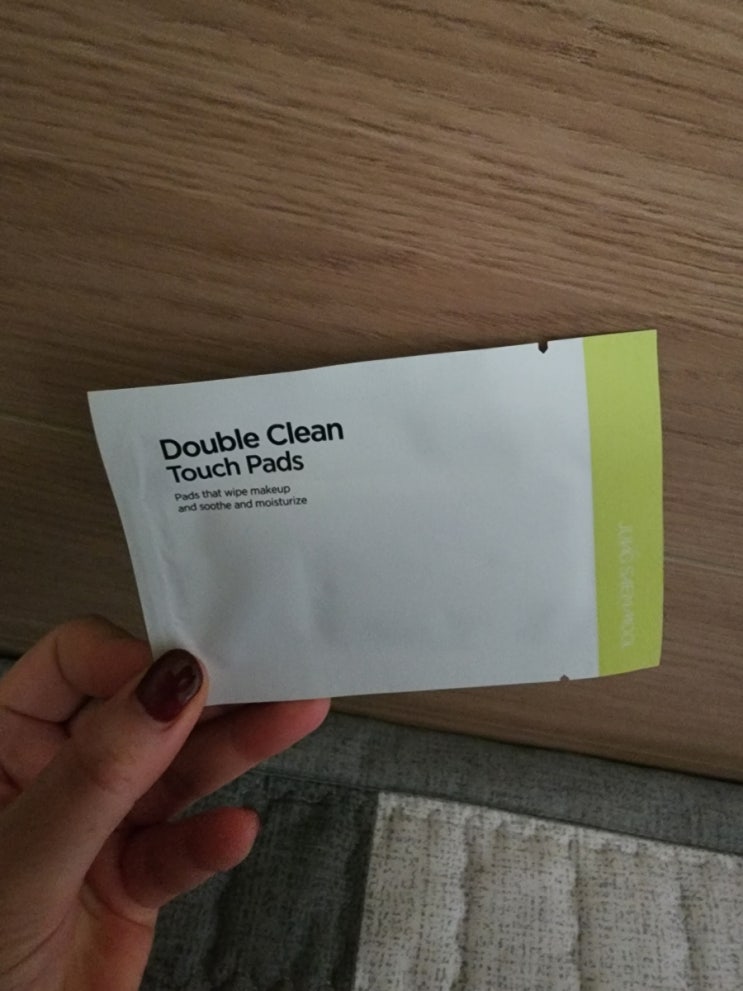 Double Clean
Touch Pads
Pads that wipe makeup
and soothe and moisturize